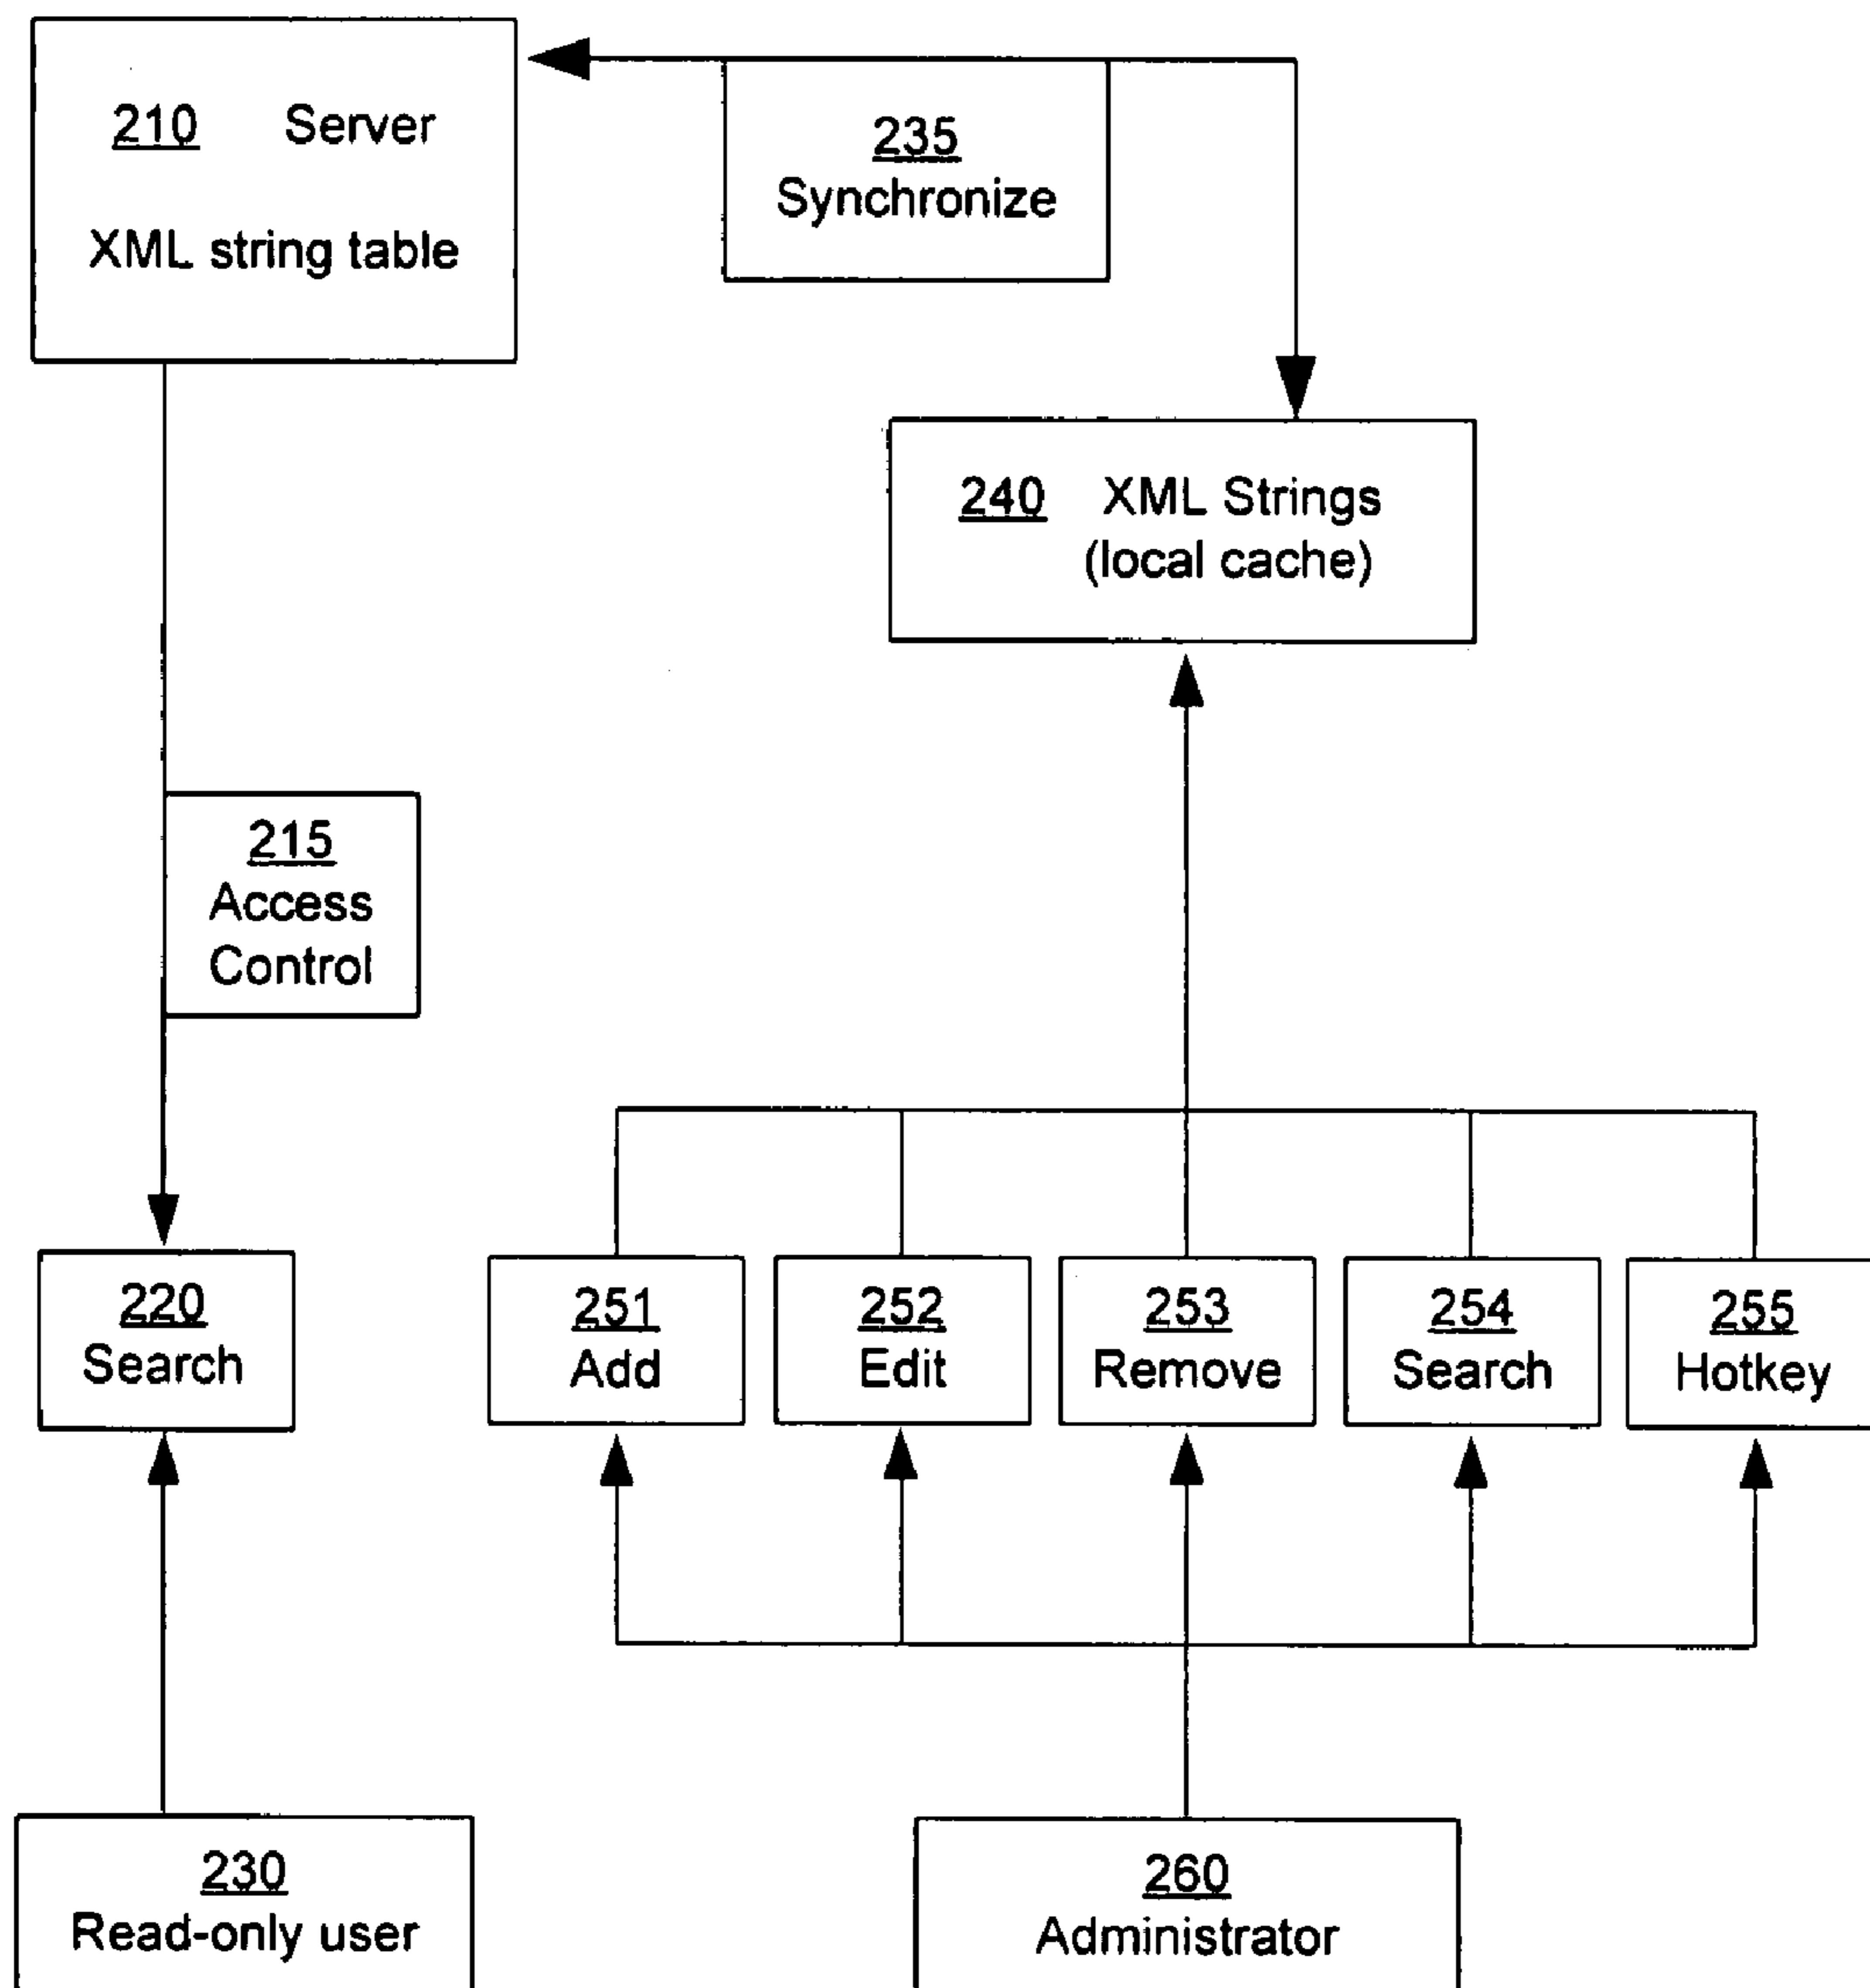 210 Server
XML string table
235
Synchronize
240 XML Strings
(local cache)
215
Access
Control
220
Search
251
Add
252
Edit
253
Remove
254
Search
255
Hotkey
230
Read-only user
260
Administrator